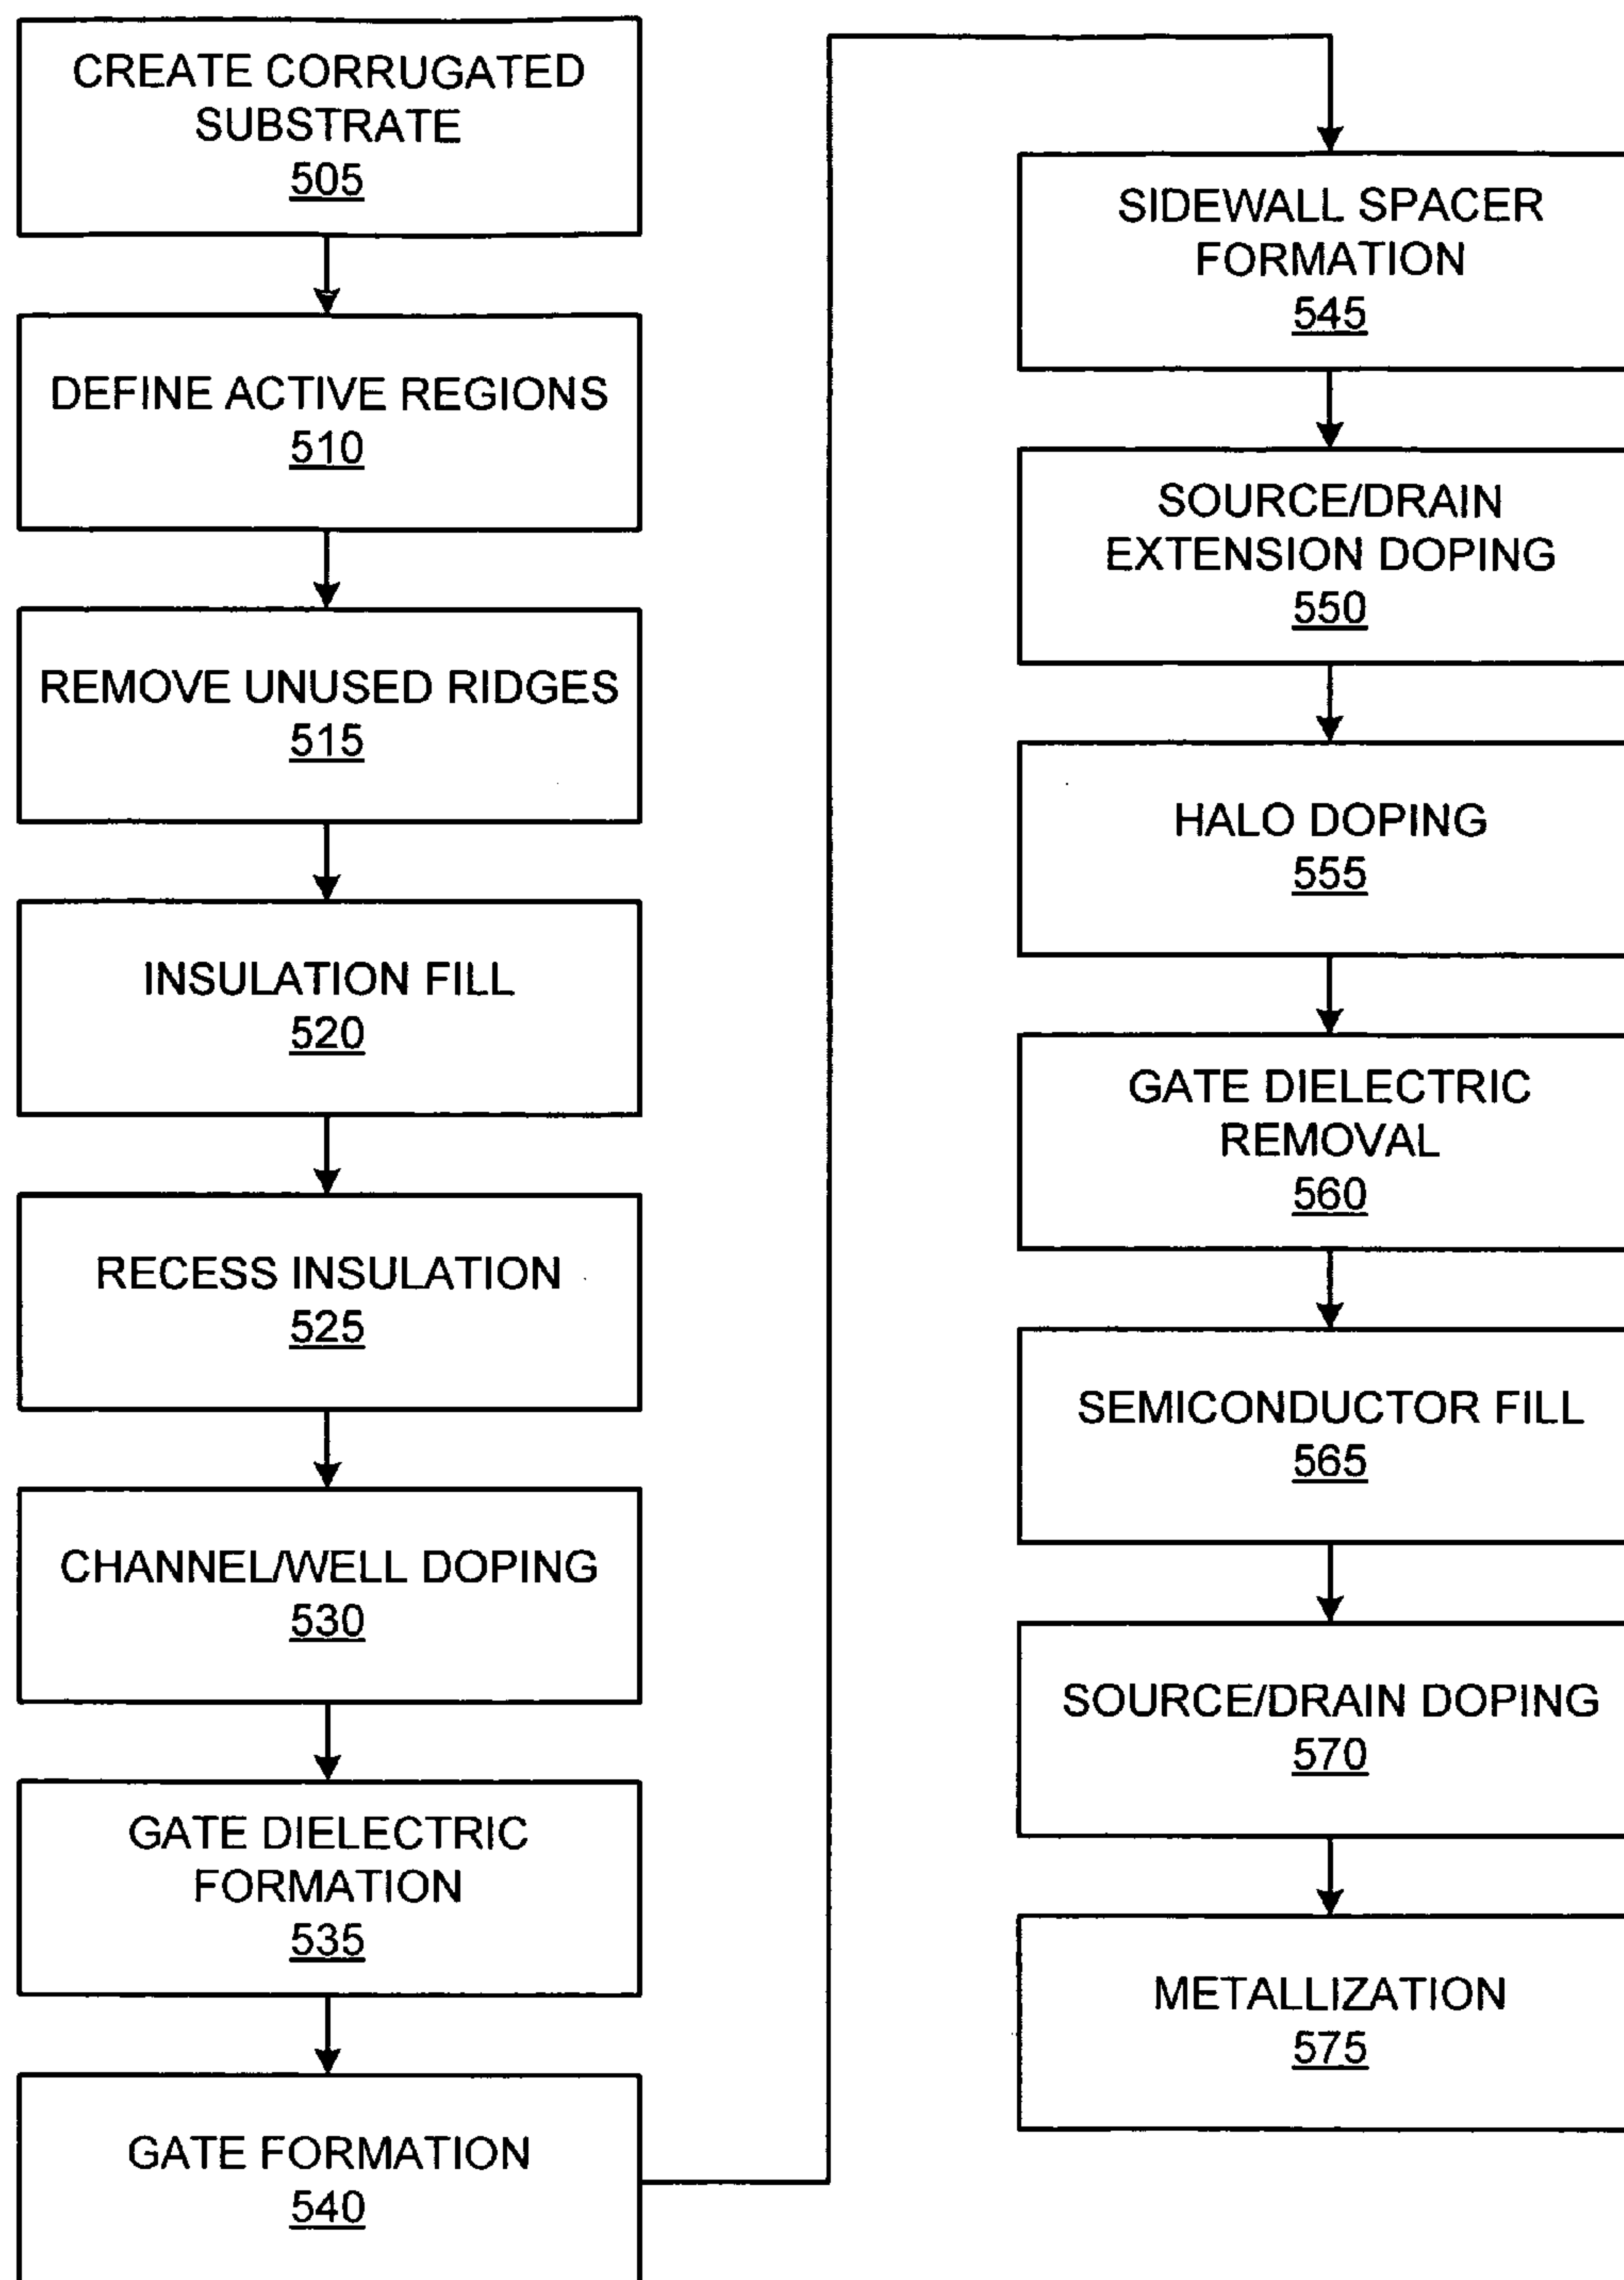 CREATE CORRUGATED
SUBSTRATE
505
DEFINE ACTIVE REGIONS
510
REMOVE UNUSED RIDGES
515
INSULATION FILL
520
RECESS INSULATION
525
CHANNEL/WELL DOPING
530
GATE DIELECTRIC
FORMATION
535
GATE FORMATION
540
SIDEWALL SPACER
FORMATION
545
SOURCE/DRAIN
EXTENSION DOPING
550
HALO DOPING
555
GATE DIELECTRIC
REMOVAL
560
SEMICONDUCTOR FILL
565
SOURCE/DRAIN DOPING
570
METALLIZATION
575